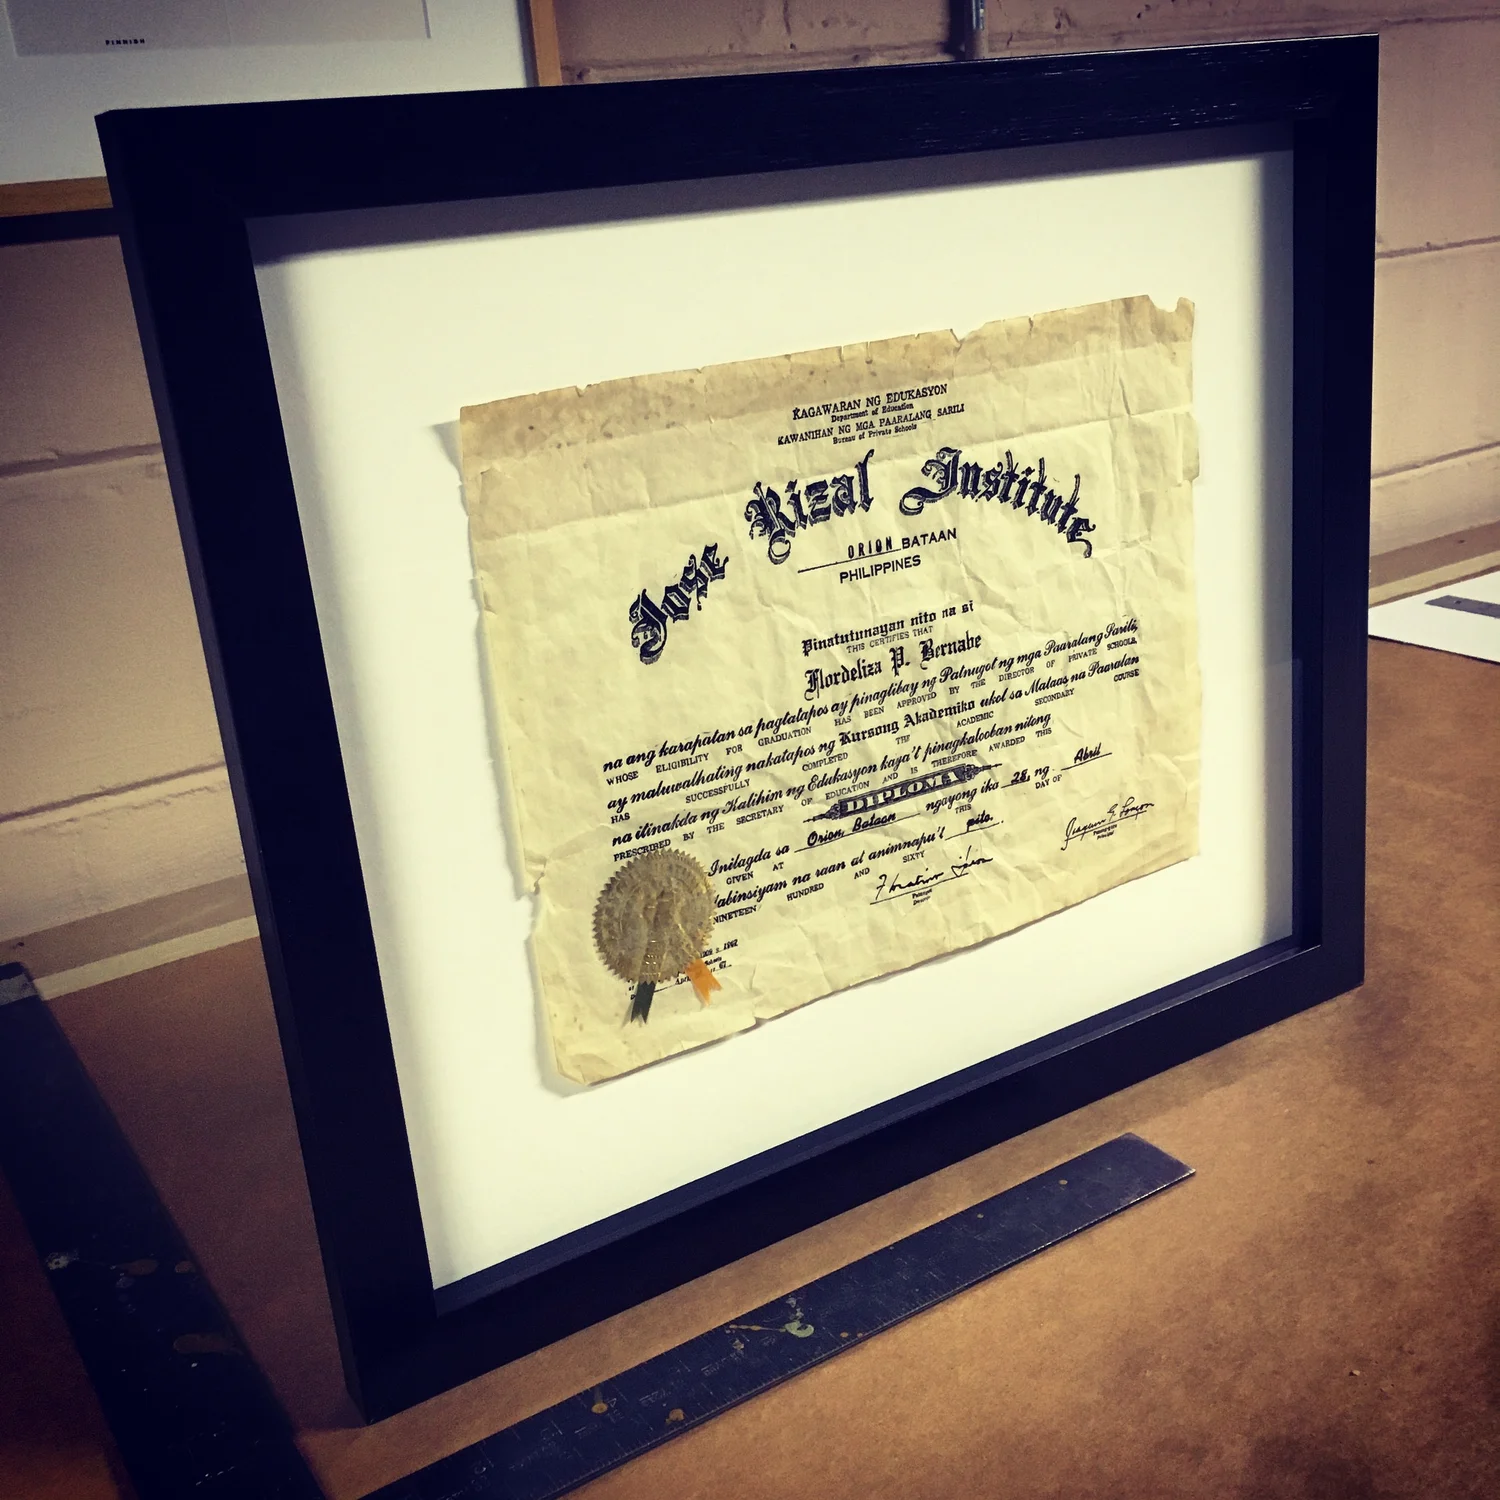 FINNISH
KAGAWARAN NG EDUKASYON
Department of Education
KAWANIHAN NG MGA PAARALANG SARILI
Bureau of Private Schools
Jose Rizal Institute
ORION BATAAN
PHILIPPINES
Pinatutunayan nito na si
THIS CERTIFIES THAT
Flordeliza P. Bernabe
na ang karapatan sa pagtatapos ay pinagtibay ng Patnugot ng mga Paaralang Sarili,
WHOSE ELIGIBILITY FOR GRADUATION HAS BEEN APPROVED BY THE DIRECTOR OF PRIVATE SCHOOLS,
ay maluwalhating nakatapos ng Kursong Akademiko ukol sa Mataas na Paaralan
HAS SUCCESSFULLY COMPLETED THE ACADEMIC SECONDARY COURSE
na itinakda ng Kalihim ng Edukasyon kaya't pinagkalooban nitong
PRESCRIBED BY THE SECRETARY OF EDUCATION AND IS THEREFORE AWARDED THIS
DIPLOMA
Inilagda sa Orion, Bataan ngayong ika 28, ng Abril
GIVEN AT THIS DAY OF
labinsiyam na raan at animnapu't pito.
NINETEEN HUNDRED AND SIXTY
Director
Principal
1962